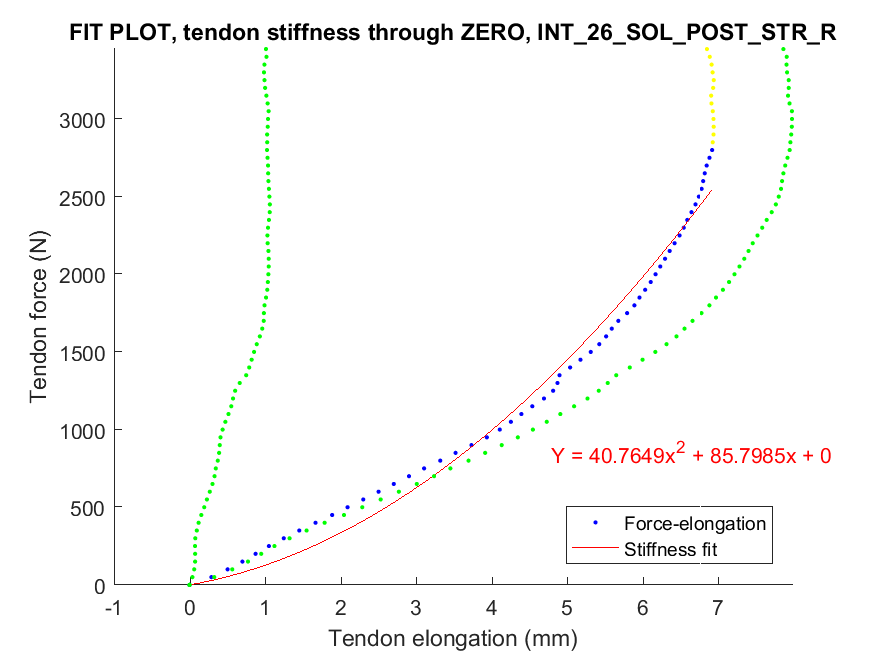 FIT PLOT, tendon stiffness through ZERO, INT_26_SOL_POST_STR_R
Tendon force (N)
3000
2500
2000
1500
1000
500
0
Y = 40.7649x² + 85.7985x + 0
Force-elongation
Stiffness fit
-1 0 1 2 3 4 5 6 7
Tendon elongation (mm)